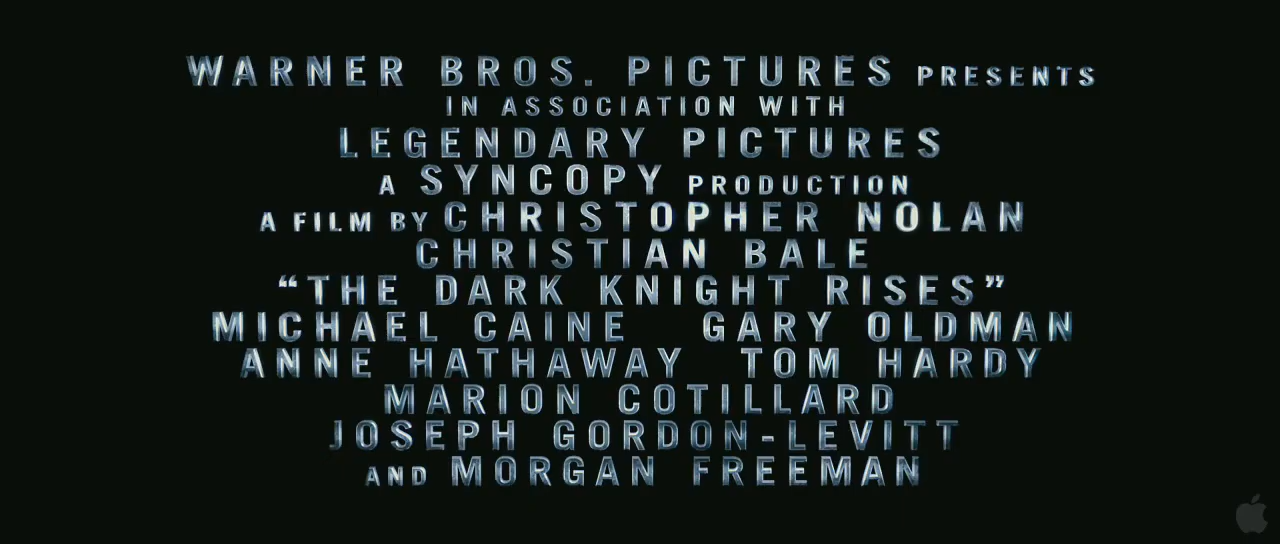 WARNER BROS. PICTURES PRESENTS
IN ASSOCIATION WITH
LEGENDARY PICTURES
A SYNCOPY PRODUCTION
A FILM BY CHRISTOPHER NOLAN
CHRISTIAN BALE
“THE DARK KNIGHT RISES”
MICHAEL CAINE GARY OLDMAN
ANNE HATHAWAY TOM HARDY
MARION COTILLARD
JOSEPH GORDON-LEVITT
AND MORGAN FREEMAN